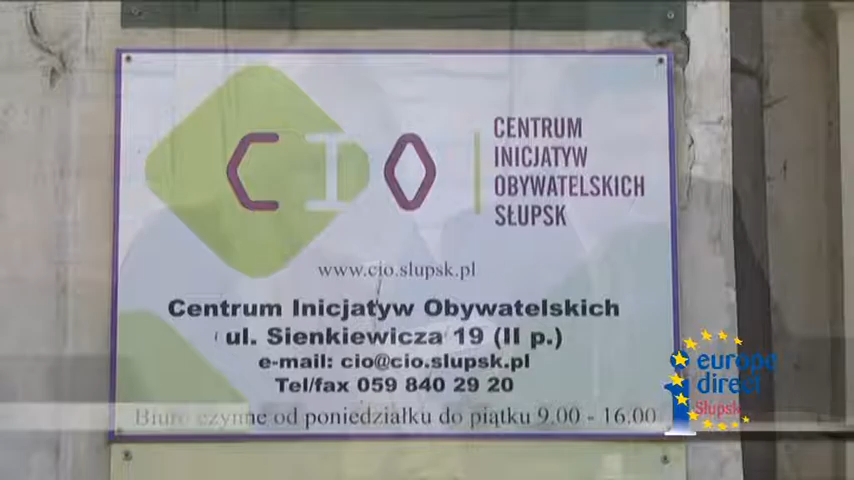 CIO
CENTRUM
INICJATYW
OBYWATELSKICH
SŁUPSK
www.cio.slupsk.pl
Centrum Inicjatyw Obywatelskich
ul. Sienkiewicza 19 (II p.)
e-mail: cio@cio.slupsk.pl
Tel/fax 059 840 29 20
Biuro czynne od poniedziałku do piątku 9.00 - 16.00
europe
direct
Słupsk